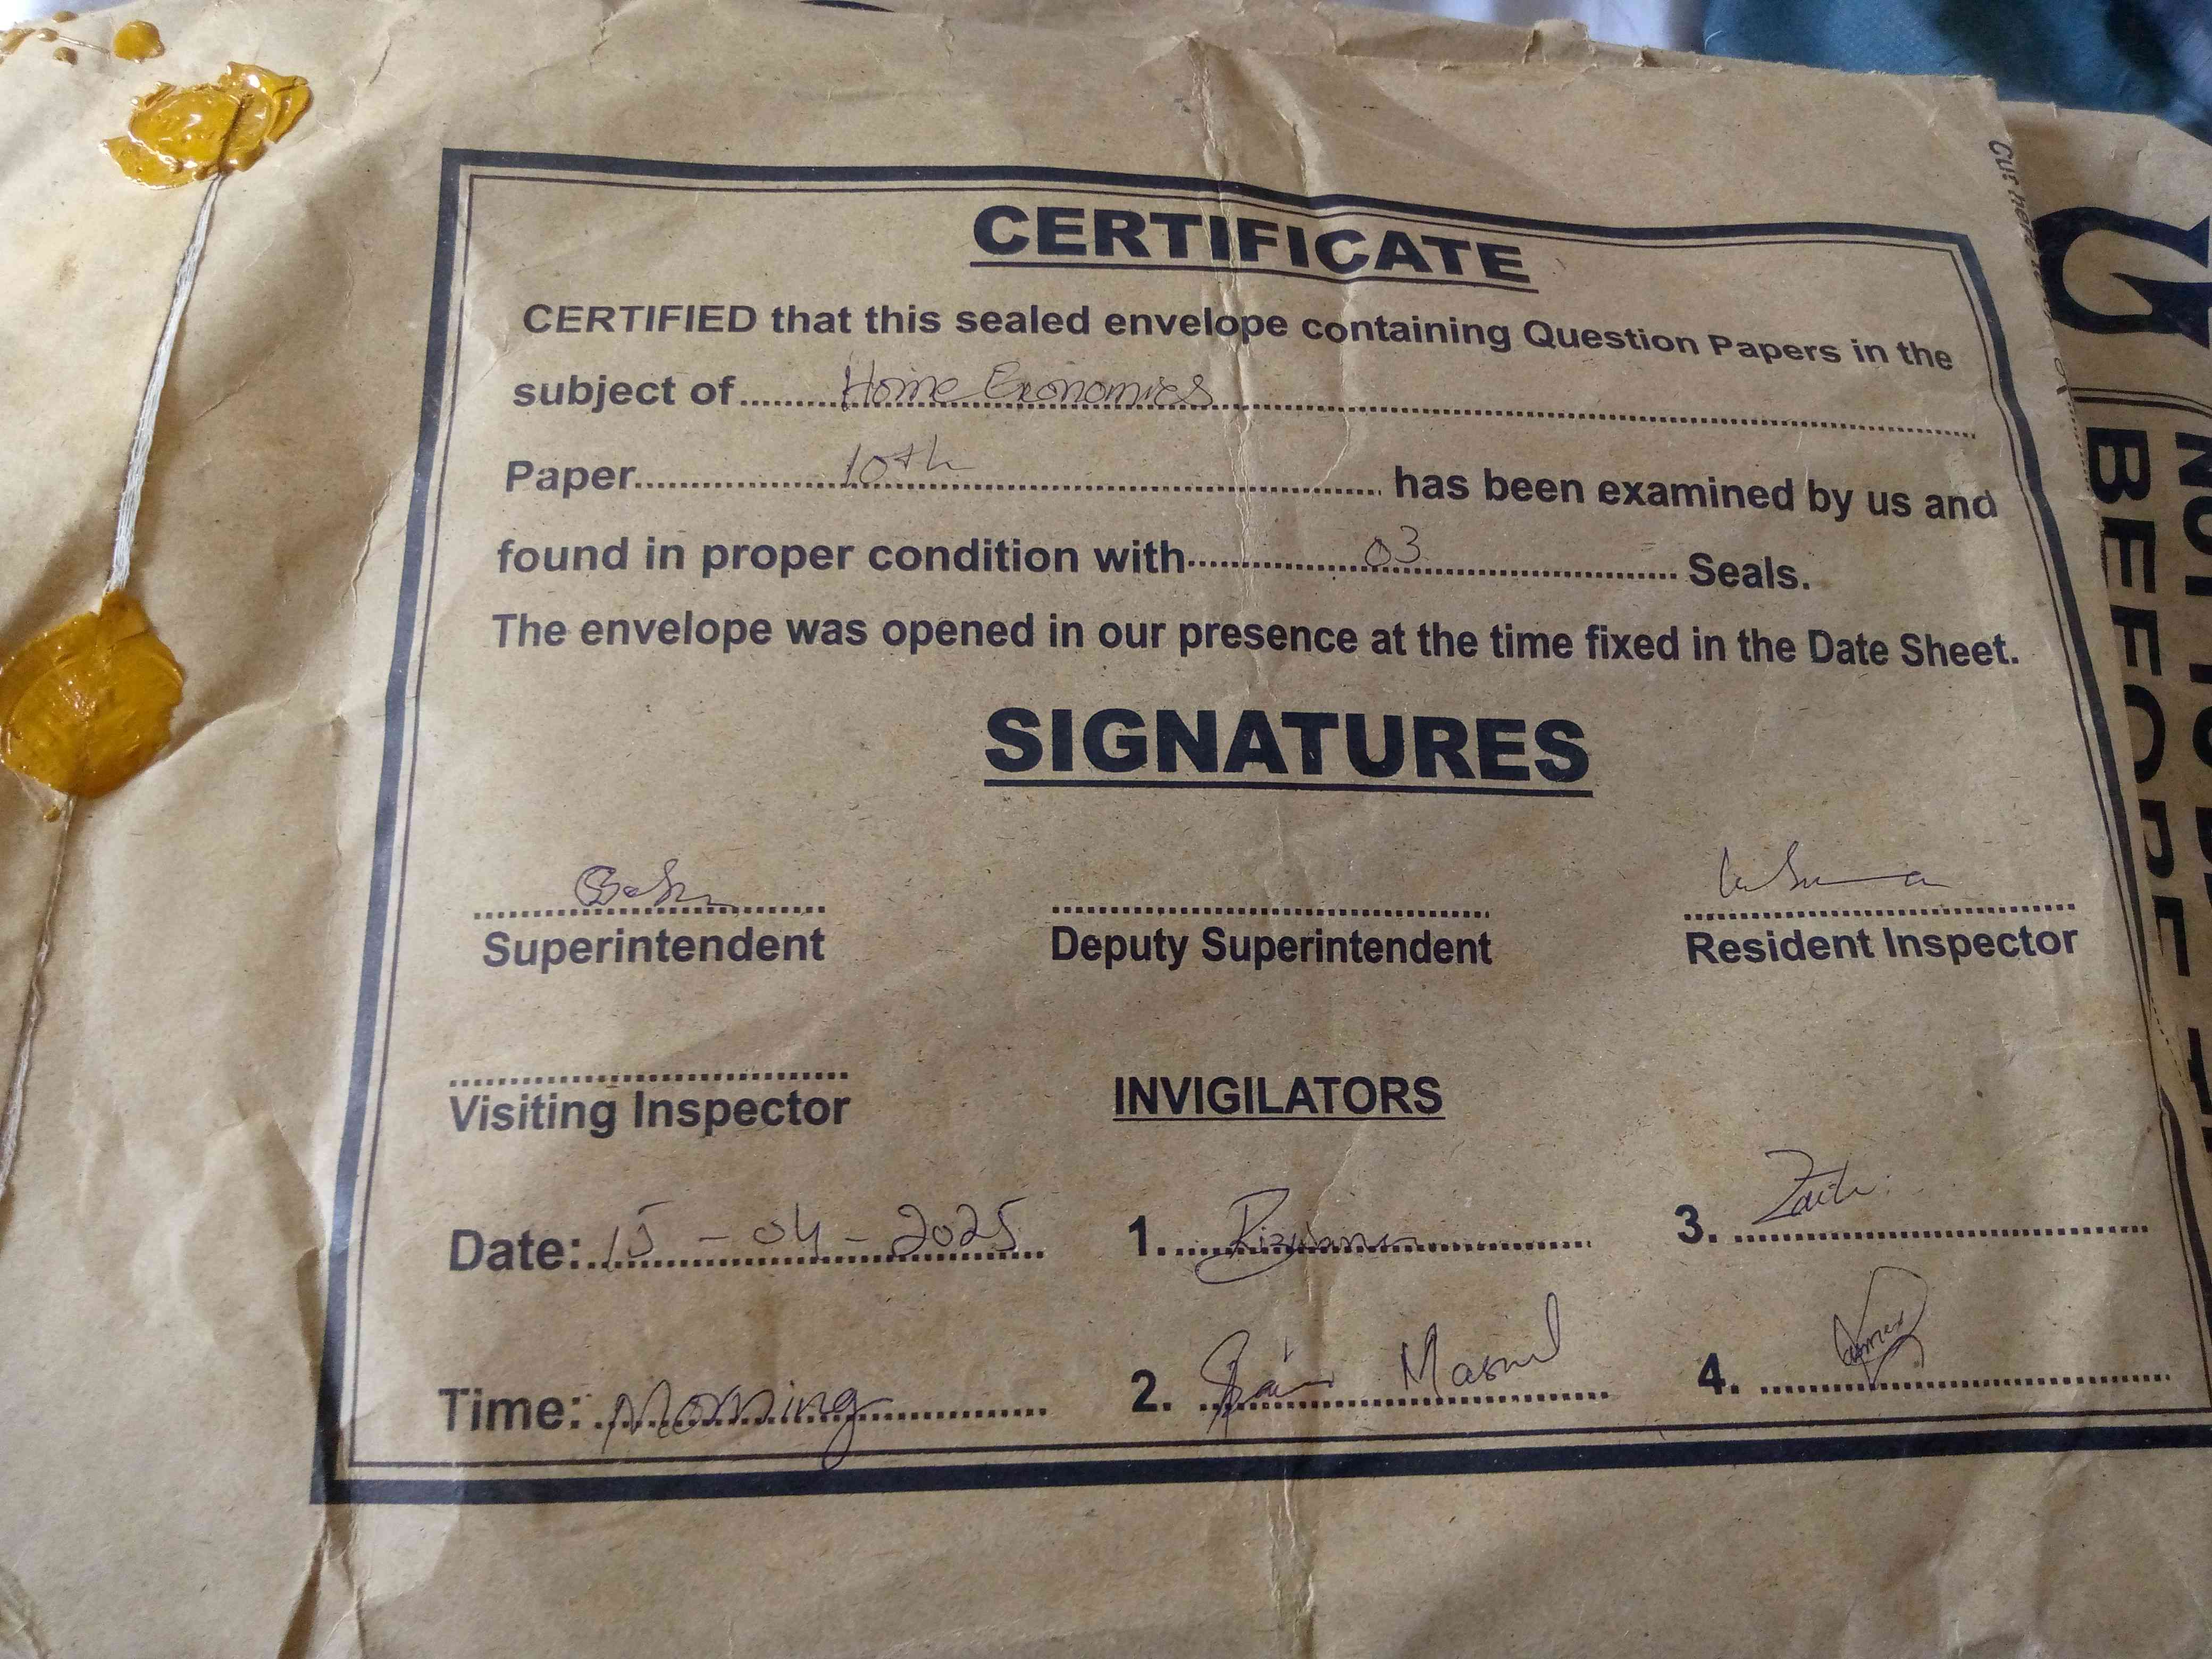 CERTIFICATE
CERTIFIED that this sealed envelope containing Question Papers in the
subject of Home Economics
Paper 10th has been examined by us and
found in proper condition with 03 Seals.
The envelope was opened in our presence at the time fixed in the Date Sheet.
SIGNATURES
Superintendent Deputy Superintendent Resident Inspector
Visiting Inspector INVIGILATORS
Date: 15-04-2025 1. 3.
Time: Morning 2. 4.
Cut here
BEFORE